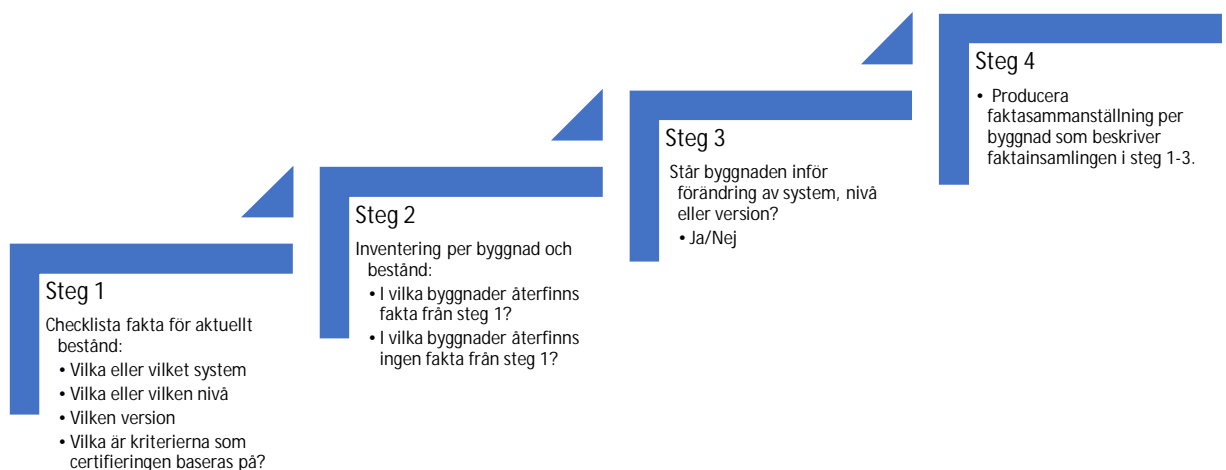 Steg 1
Checklista fakta för aktuellt
bestånd:
• Vilka eller vilket system
• Vilka eller vilken nivå
• Vilken version
• Vilka är kriterierna som
certifieringen baseras på?
Steg 2
Inventering per byggnad och
bestånd:
• I vilka byggnader återfinns
fakta från steg 1?
• I vilka byggnader återfinns
ingen fakta från steg 1?
Steg 3
Står byggnaden inför
förändring av system, nivå
eller version?
• Ja/Nej
Steg 4
• Producera
faktasammanställning per
byggnad som beskriver
faktainsamlingen i steg 1-3.